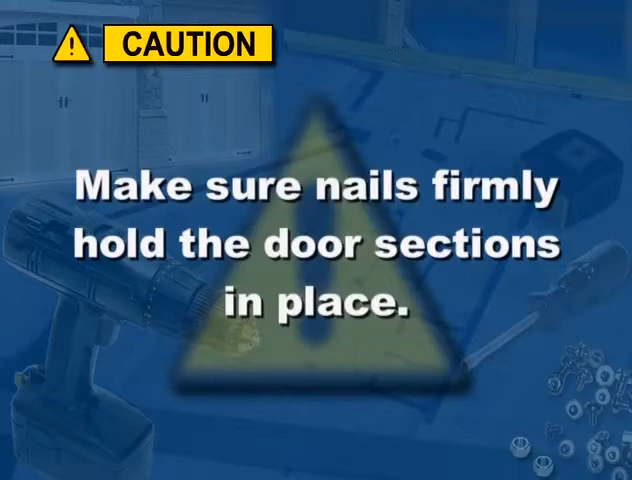 CAUTION
Make sure nails firmly
hold the door sections
in place.